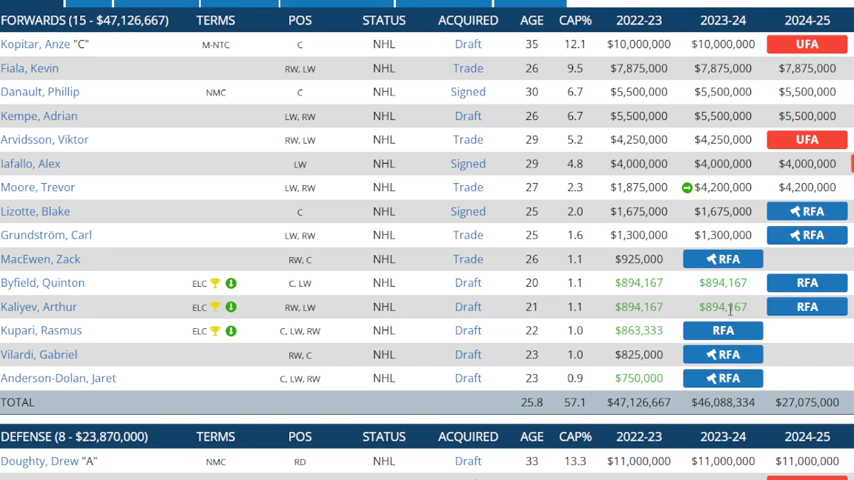 FORWARDS (15 - $47,126,667) TERMS POS STATUS ACQUIRED AGE CAP% 2022-23 2023-24 2024-25
Kopitar, Anze "C" M-NTC C NHL Draft 35 12.1 $10,000,000 $10,000,000 UFA
Fiala, Kevin RW, LW NHL Trade 26 9.5 $7,875,000 $7,875,000 $7,875,000
Danault, Phillip NMC C NHL Signed 30 6.7 $5,500,000 $5,500,000 $5,500,000
Kempe, Adrian LW, RW NHL Draft 26 6.7 $5,500,000 $5,500,000 $5,500,000
Arvidsson, Viktor RW, LW NHL Trade 29 5.2 $4,250,000 $4,250,000 UFA
Iafallo, Alex LW NHL Signed 29 4.8 $4,000,000 $4,000,000 $4,000,000
Moore, Trevor LW, RW NHL Trade 27 2.3 $1,875,000 $4,200,000 $4,200,000
Lizotte, Blake C NHL Signed 25 2.0 $1,675,000 $1,675,000 RFA
Grundström, Carl LW, RW NHL Trade 25 1.6 $1,300,000 $1,300,000 RFA
MacEwen, Zack RW, C NHL Trade 26 1.1 $925,000 RFA
Byfield, Quinton ELC C, LW NHL Draft 20 1.1 $894,167 $894,167 RFA
Kaliyev, Arthur ELC RW, LW NHL Draft 21 1.1 $894,167 $894,167 RFA
Kupari, Rasmus ELC C, LW, RW NHL Draft 22 1.0 $863,333 RFA
Vilardi, Gabriel RW, C NHL Draft 23 1.0 $825,000 RFA
Anderson-Dolan, Jaret C, LW, RW NHL Draft 23 0.9 $750,000 RFA
TOTAL 25.8 57.1 $47,126,667 $46,088,334 $27,075,000
DEFENSE (8 - $23,870,000) TERMS POS STATUS ACQUIRED AGE CAP% 2022-23 2023-24 2024-25
Doughty, Drew "A" NMC RD NHL Draft 33 13.3 $11,000,000 $11,000,000 $11,000,000